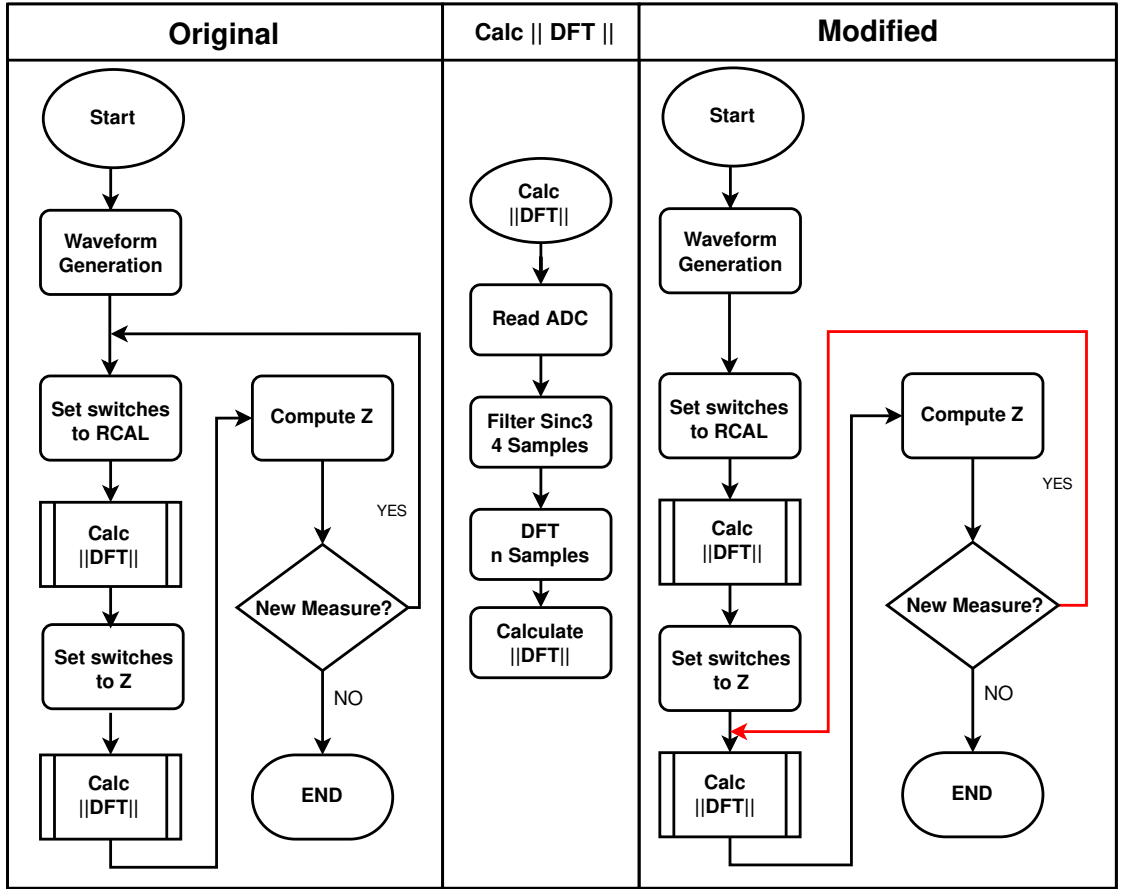 Original
Calc || DFT ||
Modified
Start
Waveform
Generation
Set switches
to RCAL
Calc
||DFT||
Set switches
to Z
Calc
||DFT||
Compute Z
YES
New Measure?
NO
END
Calc
||DFT||
Read ADC
Filter Sinc3
4 Samples
DFT
n Samples
Calculate
||DFT||
Start
Waveform
Generation
Set switches
to RCAL
Calc
||DFT||
Set switches
to Z
Calc
||DFT||
Compute Z
YES
New Measure?
NO
END